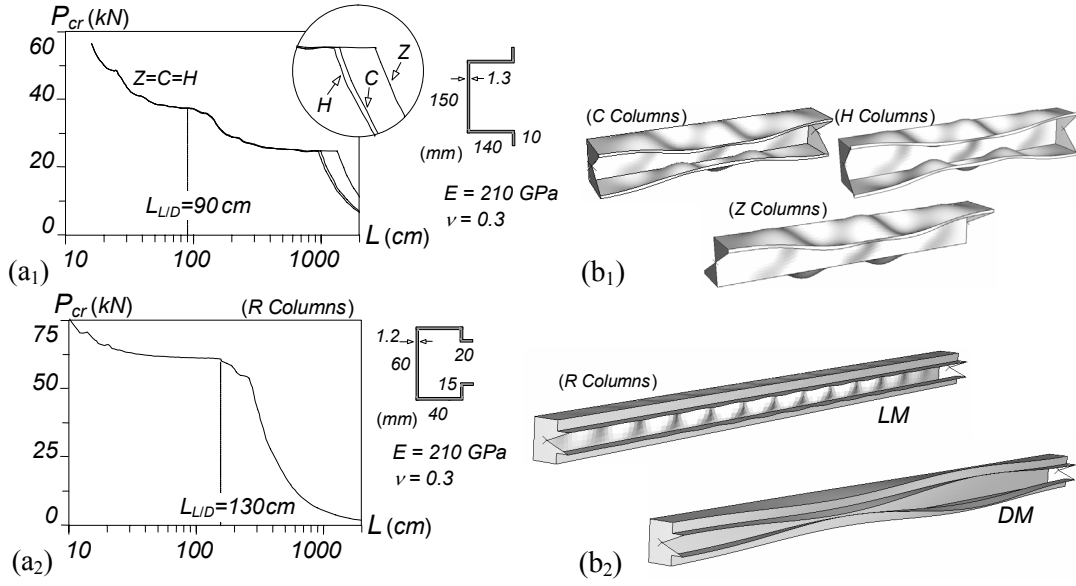 P_cr (kN)
60
40
20
0
10
100
1000
L (cm)
Z=C=H
L_L/D=90 cm
H
C
Z
1.3
150
10
(mm)
140
E = 210 GPa
ν = 0.3
(a₁)
(C Columns)
(H Columns)
(Z Columns)
(b₁)
P_cr (kN)
(R Columns)
75
50
25
0
10
100
1000
L (cm)
L_L/D=130cm
1.2
60
20
15
(mm)
40
E = 210 GPa
ν = 0.3
(a₂)
(R Columns)
LM
DM
(b₂)